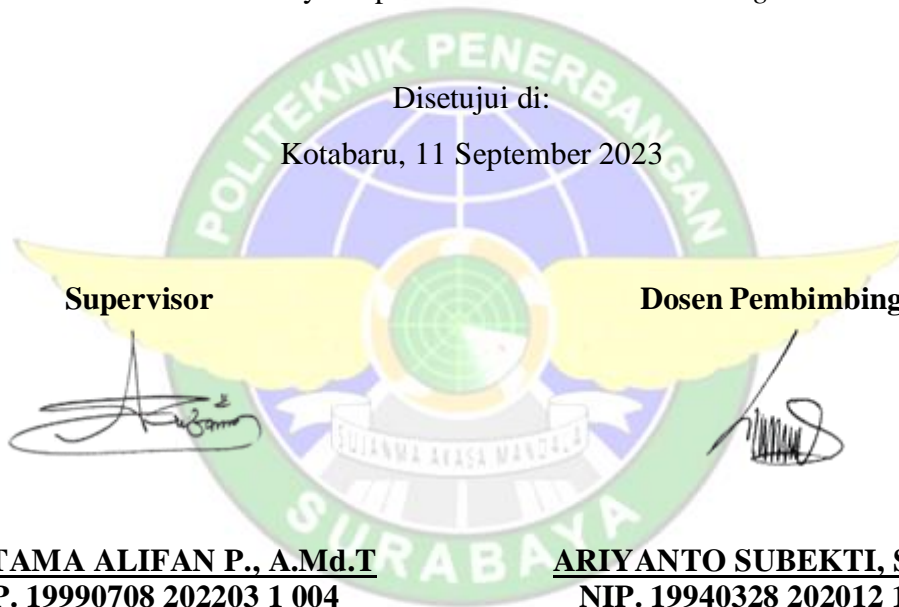 POLITEKNIK PENERBANGAN
Disetujui di:
Kotabaru, 11 September 2023
Supervisor Dosen Pembimbing
SURABAYA
TAMA ALIFAN P., A.Md.T ARIYANTO SUBEKTI, S
P. 19990708 202203 1 004 NIP. 19940328 202012 1